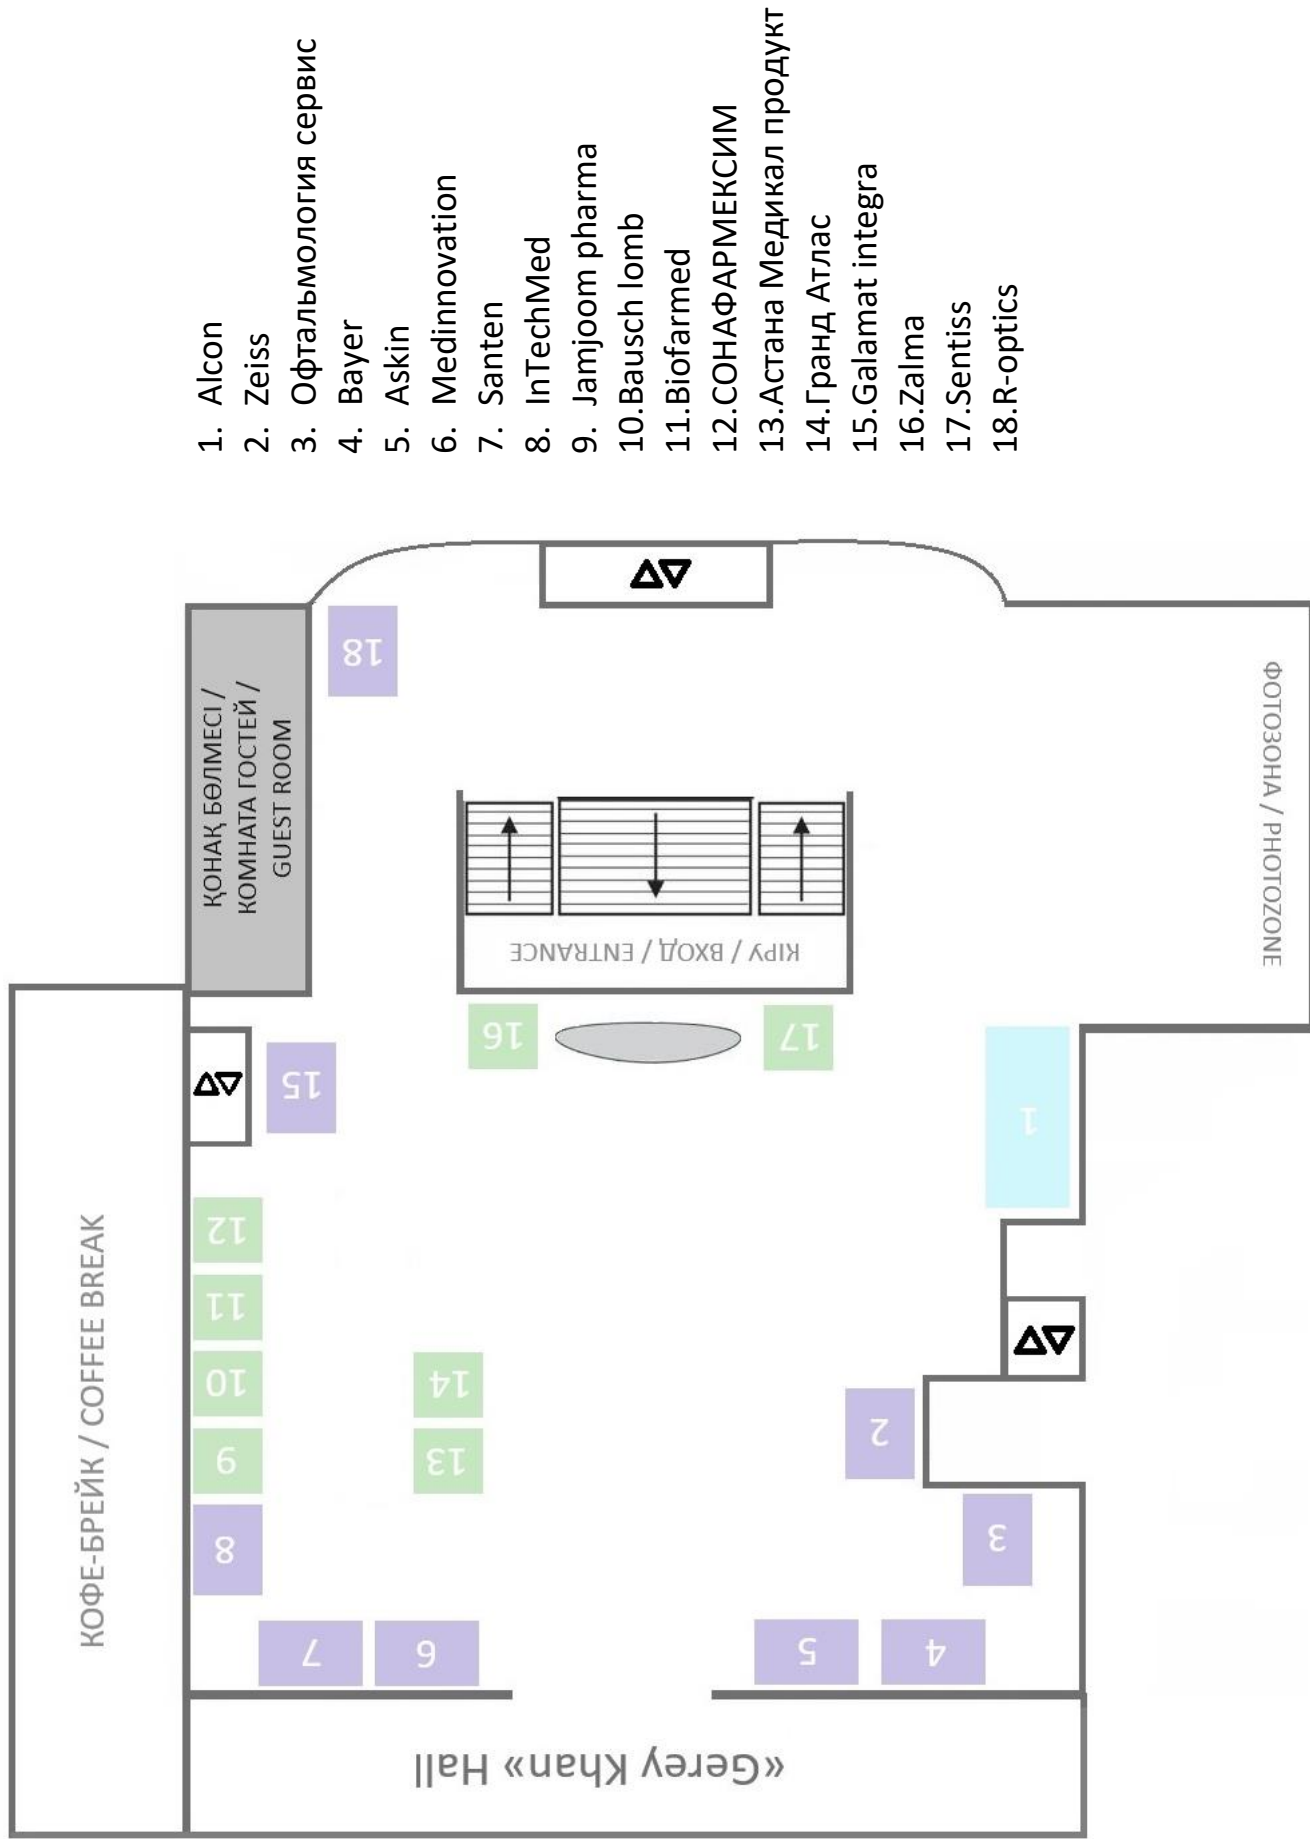 1. Alcon
2. Zeiss
3. Офтальмология сервис
4. Bayer
5. Askin
6. Medinnovation
7. Santen
8. InTechMed
9. Jamjoom pharma
10.Bausch lomb
11.Biofarmed
12.СОНАФАРМЕКСИМ
13.Астана Медикал продукт
14.Гранд Атлас
15.Galamat integra
16.Zalma
17.Sentiss
18.R-optics
ҚОНАҚ БӨЛМЕСІ /
КОМНАТА ГОСТЕЙ /
GUEST ROOM
18
КІРУ / ВХОД / ENTRANCE
ФОТОЗОНА / PHOTOZONE
КОФЕ-БРЕЙК / COFFEE BREAK
15
16
17
1
12
11
10
9
8
14
13
2
3
7
6
5
4
«Gerey Khan» Hall